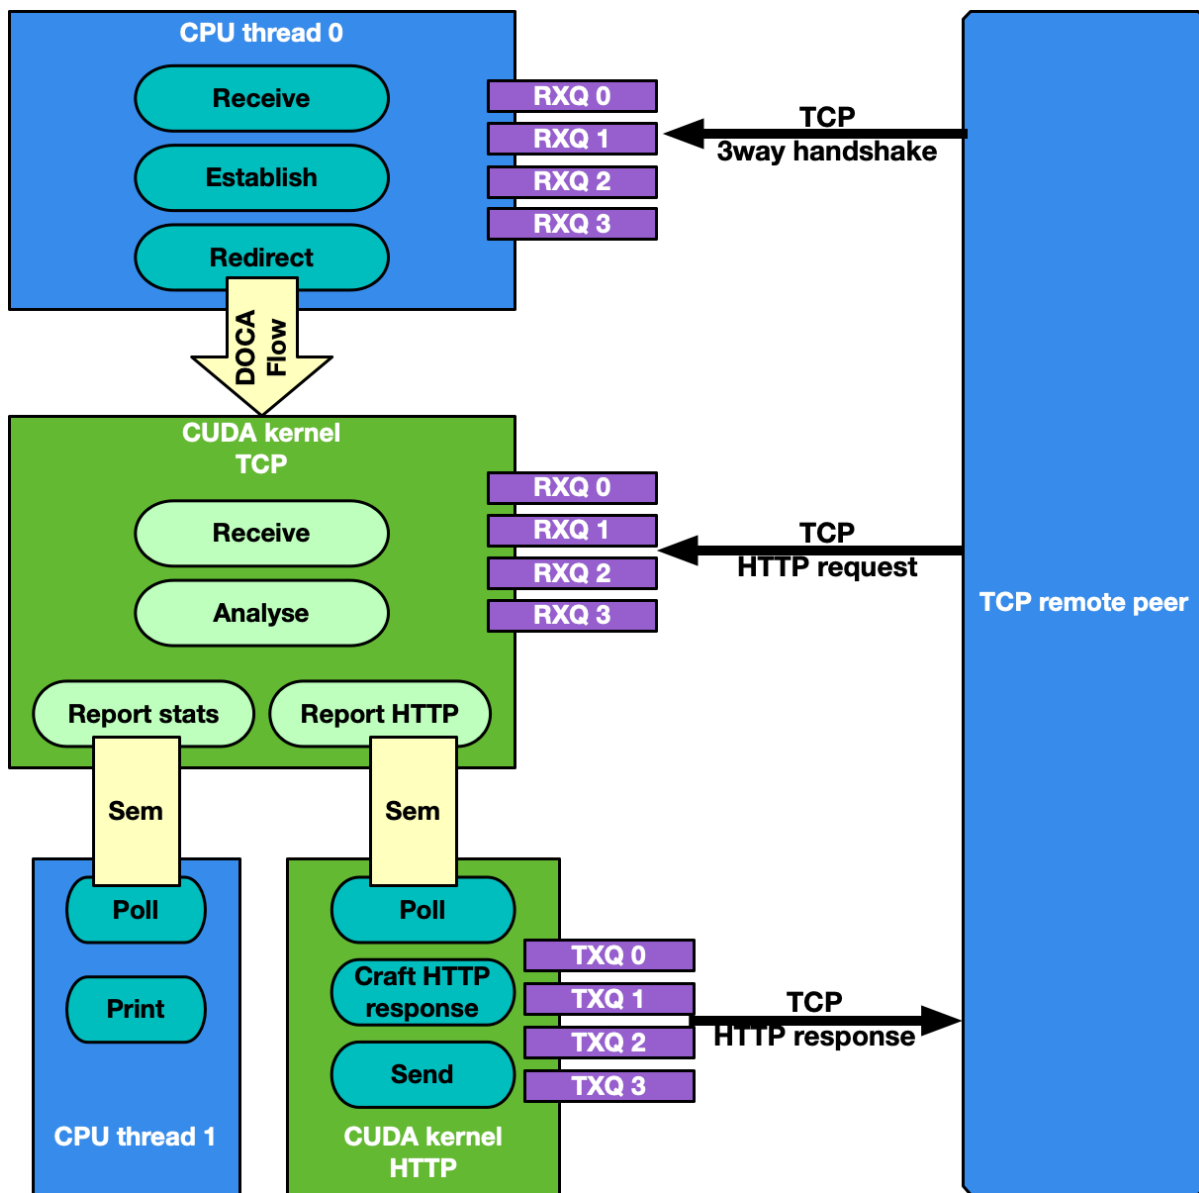 CPU thread 0
Receive
Establish
Redirect
RXQ 0
RXQ 1
RXQ 2
RXQ 3
TCP
3way handshake
DOCA
Flow
CUDA kernel
TCP
Receive
Analyse
Report stats
Report HTTP
RXQ 0
RXQ 1
RXQ 2
RXQ 3
TCP
HTTP request
TCP remote peer
Sem
Sem
Poll
Print
CPU thread 1
Poll
Craft HTTP
response
Send
CUDA kernel
HTTP
TXQ 0
TXQ 1
TXQ 2
TXQ 3
TCP
HTTP response